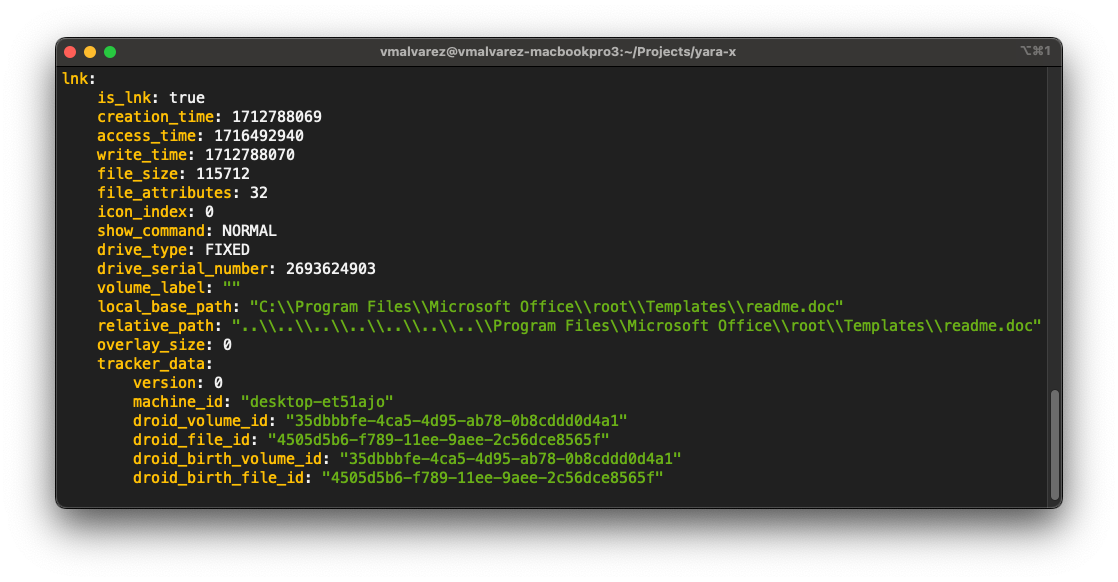 vmalvarez@vmalvarez-macbookpro3:~/Projects/yara-x
⌥⌘1
lnk:
    is_lnk: true
    creation_time: 1712788069
    access_time: 1716492940
    write_time: 1712788070
    file_size: 115712
    file_attributes: 32
    icon_index: 0
    show_command: NORMAL
    drive_type: FIXED
    drive_serial_number: 2693624903
    volume_label: ""
    local_base_path: "C:\\Program Files\\Microsoft Office\\root\\Templates\\readme.doc"
    relative_path: "..\\..\\..\\..\\..\\..\\..\\Program Files\\Microsoft Office\\root\\Templates\\readme.doc"
    overlay_size: 0
    tracker_data:
        version: 0
        machine_id: "desktop-et51ajo"
        droid_volume_id: "35dbbbfe-4ca5-4d95-ab78-0b8cddd0d4a1"
        droid_file_id: "4505d5b6-f789-11ee-9aee-2c56dce8565f"
        droid_birth_volume_id: "35dbbbfe-4ca5-4d95-ab78-0b8cddd0d4a1"
        droid_birth_file_id: "4505d5b6-f789-11ee-9aee-2c56dce8565f"